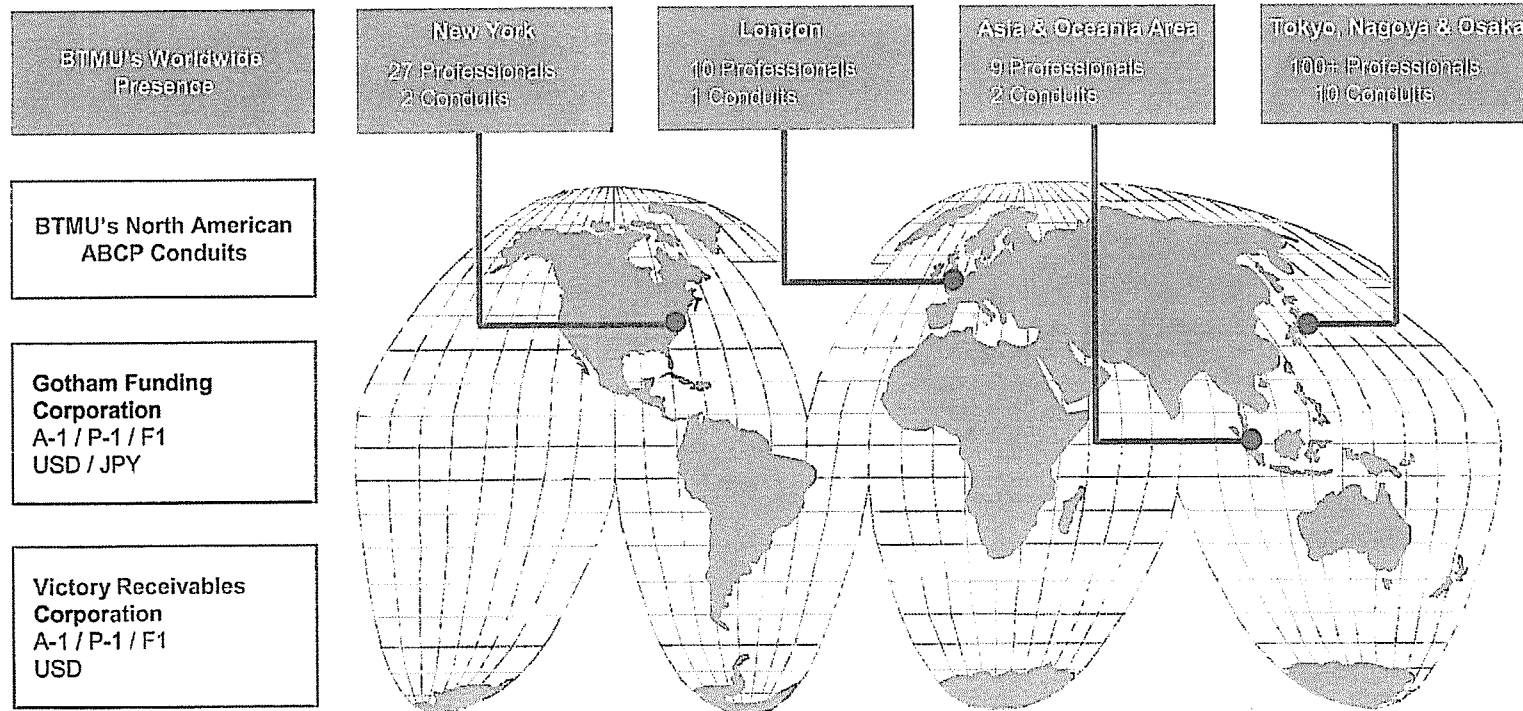 BTMU's Worldwide
Presence
New York
27 Professionals
2 Conduits
London
10 Professionals
1 Conduits
Asia & Oceania Area
9 Professionals
2 Conduits
Tokyo, Nagoya & Osaka
100+ Professionals
10 Conduits
BTMU's North American
ABCP Conduits
Gotham Funding
Corporation
A-1 / P-1 / F1
USD / JPY
Victory Receivables
Corporation
A-1 / P-1 / F1
USD